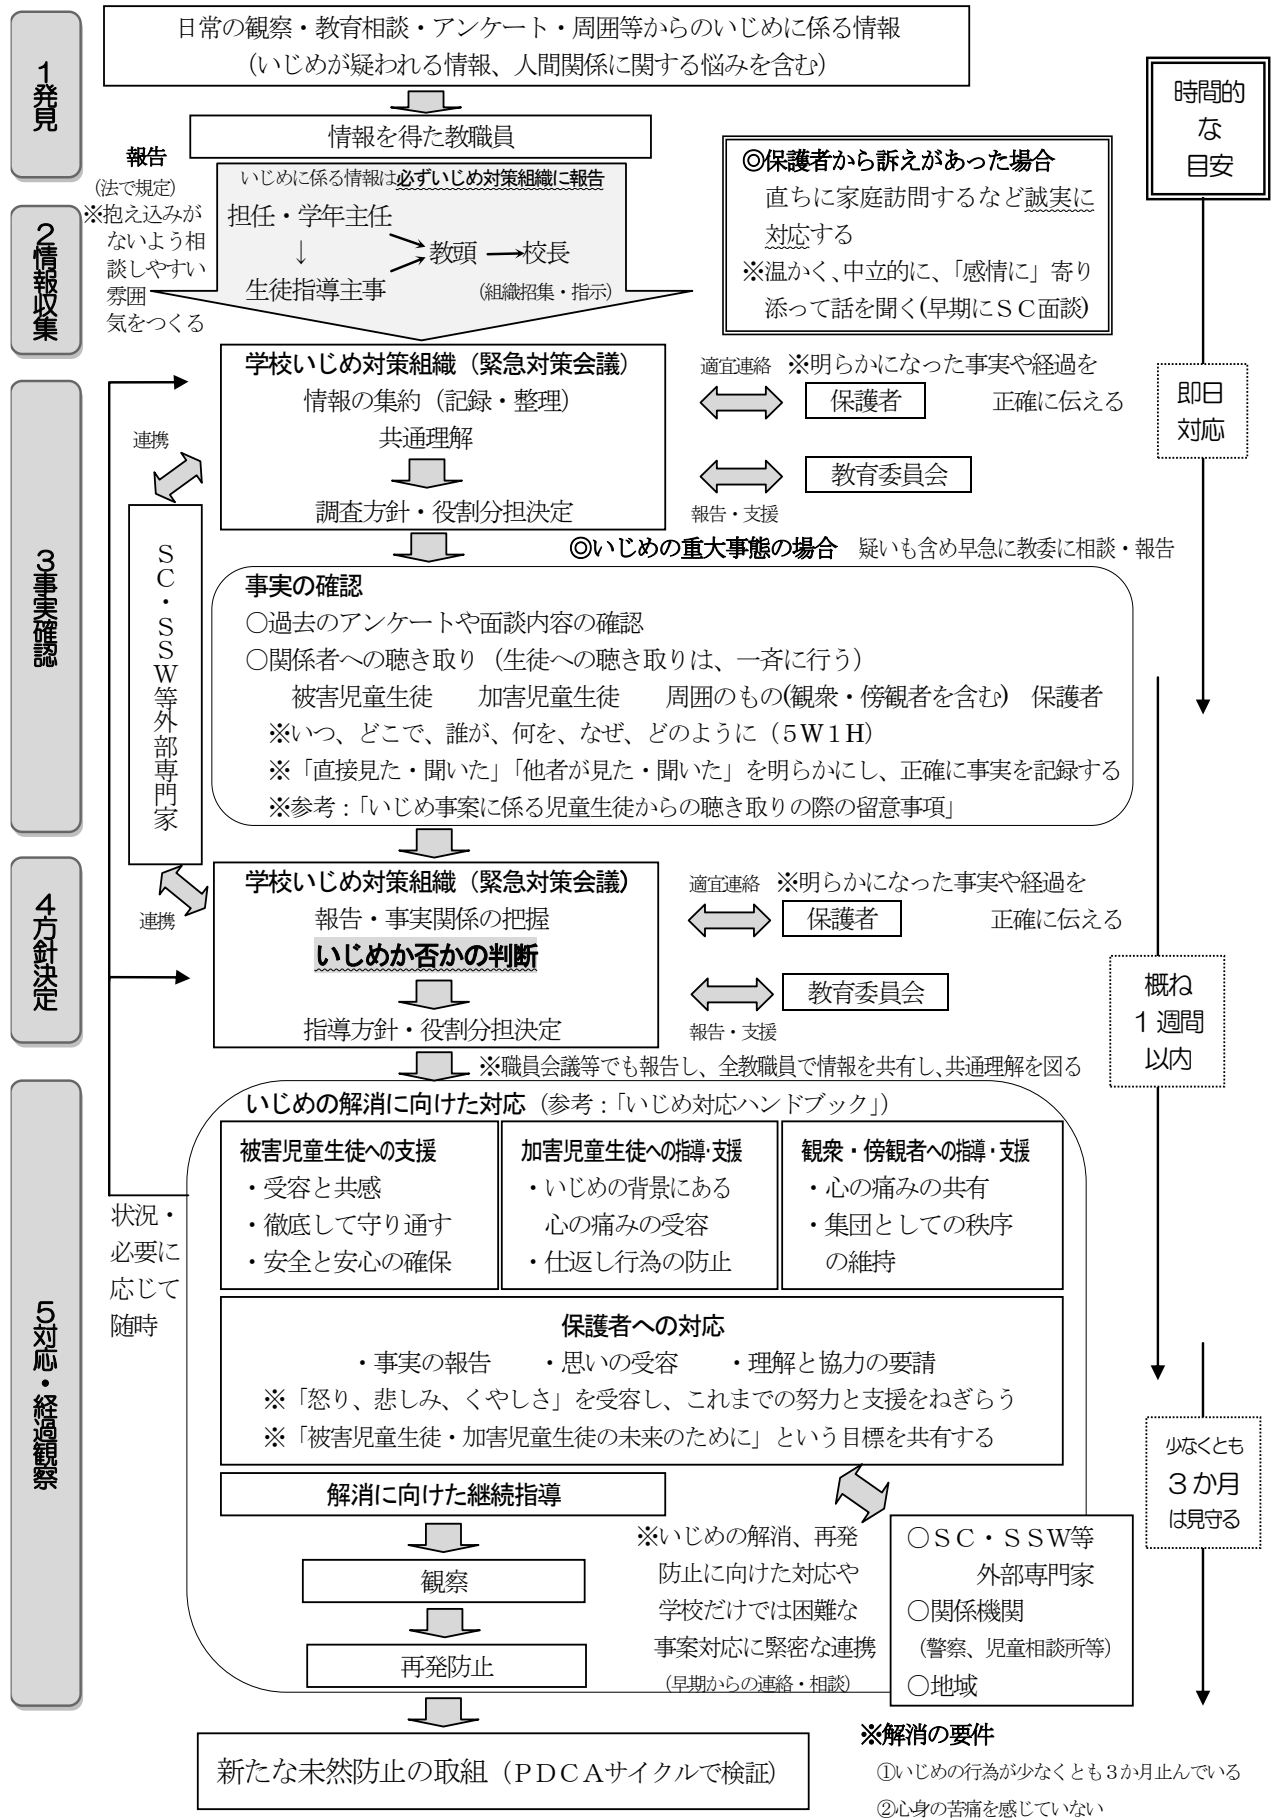 日常の観察・教育相談・アンケート・周囲等からのいじめに係る情報
（いじめが疑われる情報、人間関係に関する悩みを含む）
1発見
時間的
な
目安
情報を得た教職員
報告
（法で規定）
※抱え込みが
ないよう相
談しやすい
雰囲
気をつくる
いじめに係る情報は必ずいじめ対策組織に報告
担任・学年主任
↓
生徒指導主事
教頭
校長
（組織招集・指示）
◎保護者から訴えがあった場合
直ちに家庭訪問するなど誠実に
対応する
※温かく、中立的に、「感情に」寄り
添って話を聞く(早期にＳＣ面談)
2情報収集
学校いじめ対策組織（緊急対策会議）
情報の集約（記録・整理）
共通理解
調査方針・役割分担決定
適宜連絡 ※明らかになった事実や経過を
保護者 正確に伝える
教育委員会
報告・支援
即日
対応
連携
ＳＣ・ＳＳＷ等外部専門家
3事実確認
◎いじめの重大事態の場合 疑いも含め早急に教委に相談・報告
事実の確認
○過去のアンケートや面談内容の確認
○関係者への聴き取り（生徒への聴き取りは、一斉に行う）
被害児童生徒 加害児童生徒 周囲のもの(観衆・傍観者を含む) 保護者
※いつ、どこで、誰が、何を、なぜ、どのように（５Ｗ１Ｈ）
※「直接見た・聞いた」「他者が見た・聞いた」を明らかにし、正確に事実を記録する
※参考：「いじめ事案に係る児童生徒からの聴き取りの際の留意事項」
4方針決定
連携
学校いじめ対策組織（緊急対策会議）
報告・事実関係の把握
いじめか否かの判断
指導方針・役割分担決定
適宜連絡 ※明らかになった事実や経過を
保護者 正確に伝える
教育委員会
報告・支援
概ね
１週間
以内
※職員会議等でも報告し、全教職員で情報を共有し、共通理解を図る
5対応・経過観察
いじめの解消に向けた対応（参考：「いじめ対応ハンドブック」）
被害児童生徒への支援
・受容と共感
・徹底して守り通す
・安全と安心の確保
加害児童生徒への指導・支援
・いじめの背景にある
心の痛みの受容
・仕返し行為の防止
観衆・傍観者への指導・支援
・心の痛みの共有
・集団としての秩序
の維持
状況・
必要に
応じて
随時
保護者への対応
・事実の報告 ・思いの受容 ・理解と協力の要請
※「怒り、悲しみ、くやしさ」を受容し、これまでの努力と支援をねぎらう
※「被害児童生徒・加害児童生徒の未来のために」という目標を共有する
少なくとも
３か月
は見守る
解消に向けた継続指導
観察
再発防止
※いじめの解消、再発
防止に向けた対応や
学校だけでは困難な
事案対応に緊密な連携
（早期からの連絡・相談）
○ＳＣ・ＳＳＷ等
外部専門家
○関係機関
（警察、児童相談所等）
○地域
新たな未然防止の取組（ＰＤＣＡサイクルで検証）
※解消の要件
①いじめの行為が少なくとも３か月止んでいる
②心身の苦痛を感じていない